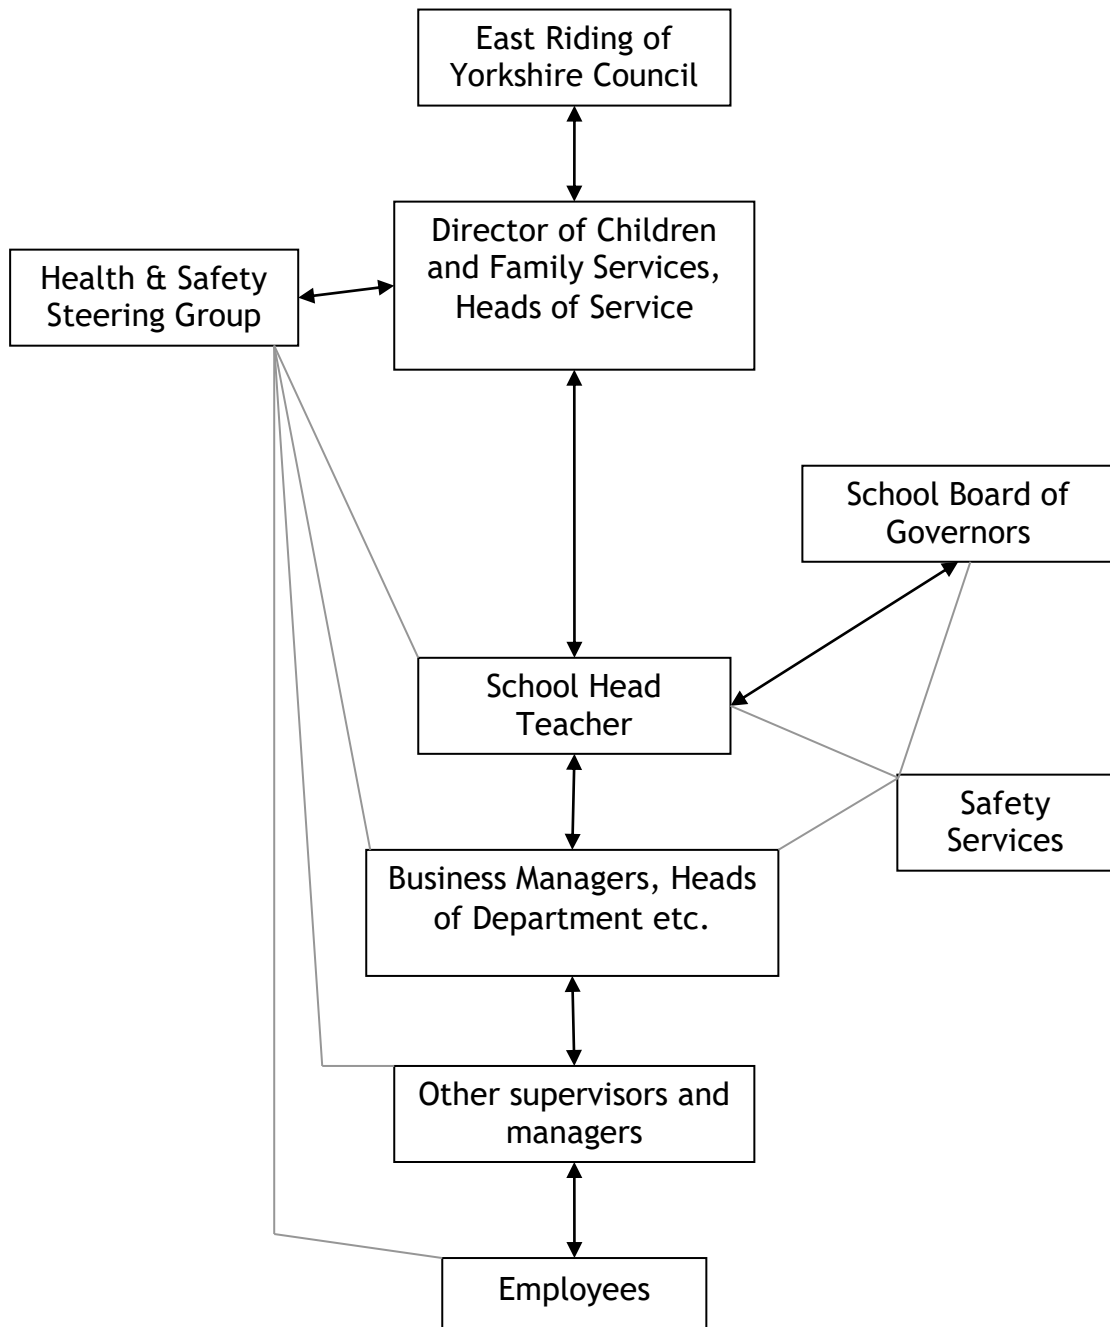 East Riding of
Yorkshire Council
Director of Children
and Family Services,
Heads of Service
Health & Safety
Steering Group
School Board of
Governors
School Head
Teacher
Safety
Services
Business Managers, Heads
of Department etc.
Other supervisors and
managers
Employees